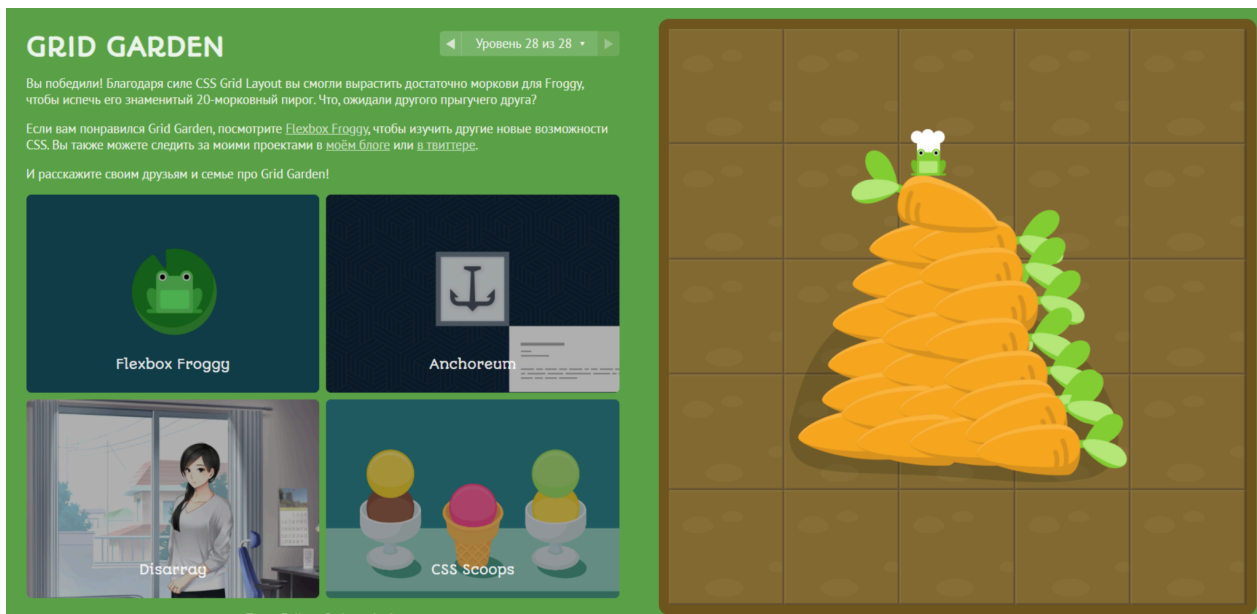 GRID GARDEN
Уровень 28 из 28
Вы победили! Благодаря силе CSS Grid Layout вы смогли вырастить достаточно моркови для Froggy,
чтобы испечь его знаменитый 20-морковный пирог. Что, ожидали другого прыгучего друга?
Если вам понравился Grid Garden, посмотрите Flexbox Froggy, чтобы изучить другие новые возможности
CSS. Вы также можете следить за моими проектами в моём блоге или в твиттере.
И расскажите своим друзьям и семье про Grid Garden!
Flexbox Froggy
Anchoreum
Disarray
CSS Scoops